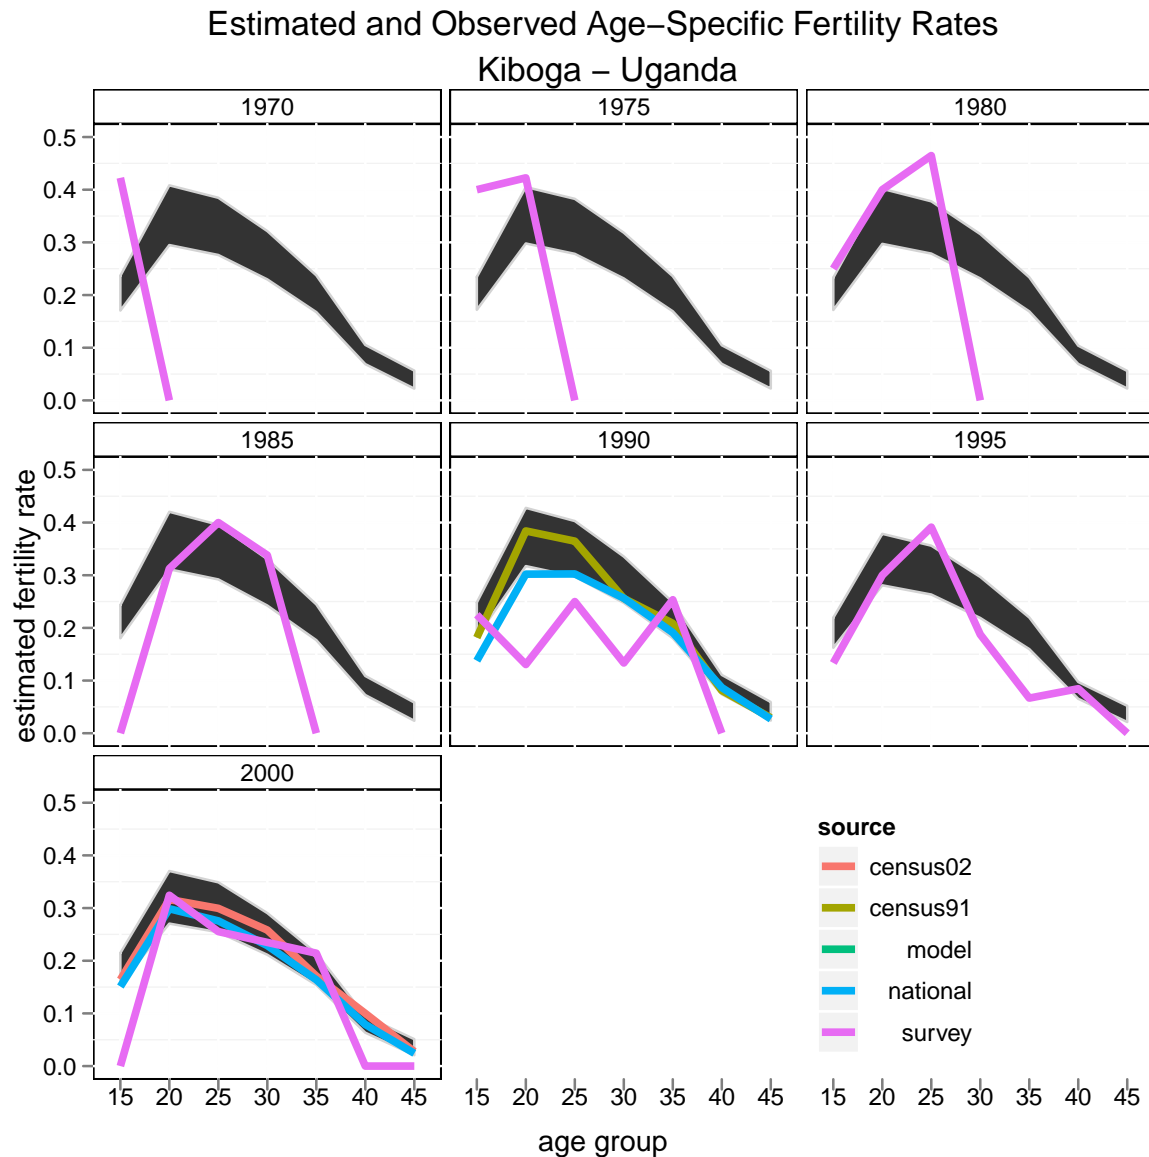 Estimated and Observed Age−Specific Fertility Rates
Kiboga − Uganda
1970
1975
1980
0.5
0.4
0.3
0.2
0.1
0.0
1985
1990
1995
0.5
0.4
0.3
0.2
0.1
0.0
estimated fertility rate
2000
0.5
0.4
0.3
0.2
0.1
0.0
source
census02
census91
model
national
survey
15 20 25 30 35 40 45
15 20 25 30 35 40 45
15 20 25 30 35 40 45
age group